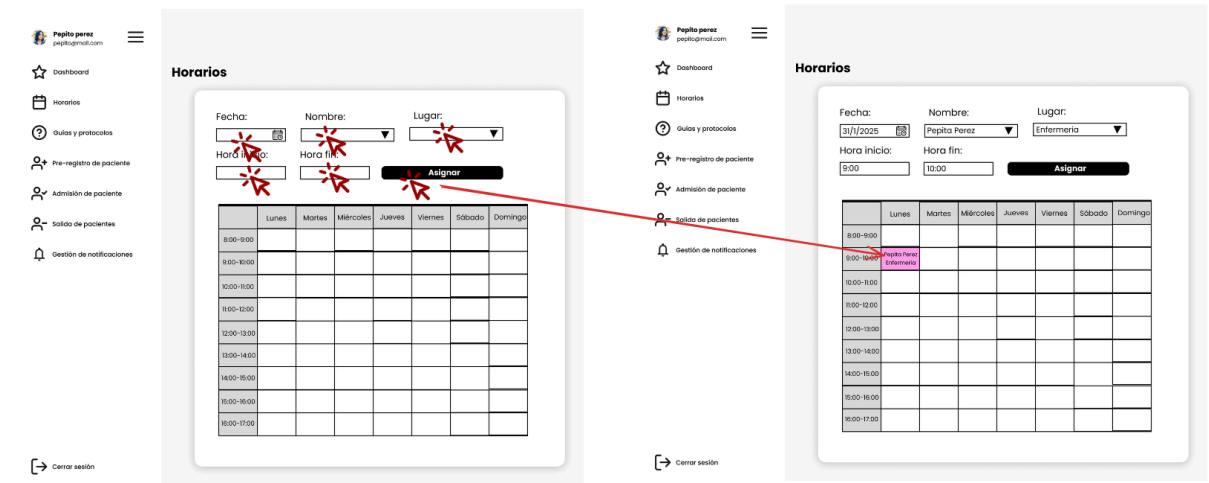 Pepito perez
pepito@mail.com
Dashboard
Horarios
Guías y protocolos
Pre-registro de paciente
Admisión de paciente
Salida de pacientes
Gestión de notificaciones
Cerrar sesión
Horarios
Fecha: Nombre: Lugar:
Hora inicio: Hora fin:
Asignar
Lunes Martes Miércoles Jueves Viernes Sábado Domingo
8:00-9:00
9:00-10:00
10:00-11:00
11:00-12:00
12:00-13:00
13:00-14:00
14:00-15:00
15:00-16:00
16:00-17:00
Pepito perez
pepito@mail.com
Dashboard
Horarios
Guías y protocolos
Pre-registro de paciente
Admisión de paciente
Salida de pacientes
Gestión de notificaciones
Cerrar sesión
Horarios
Fecha: Nombre: Lugar:
31/1/2025 Pepita Perez Enfermeria
Hora inicio: Hora fin:
9:00 10:00 Asignar
Lunes Martes Miércoles Jueves Viernes Sábado Domingo
8:00-9:00
9:00-10:00 Pepita Perez
Enfermeria
10:00-11:00
11:00-12:00
12:00-13:00
13:00-14:00
14:00-15:00
15:00-16:00
16:00-17:00